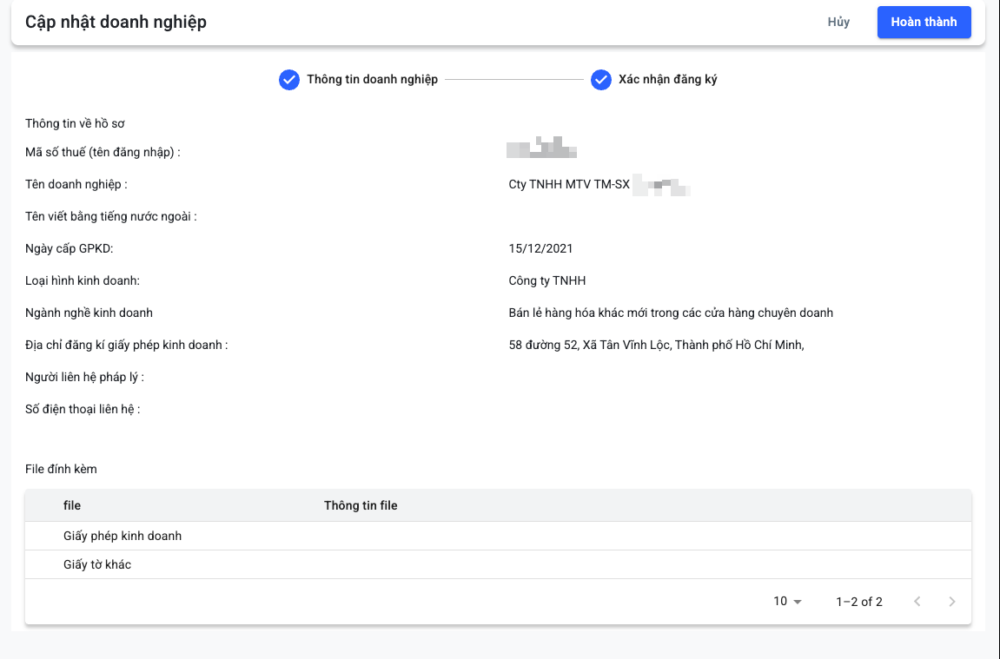 Cập nhật doanh nghiệp
Hủy
Hoàn thành
Thông tin doanh nghiệp
Xác nhận đăng ký
Thông tin về hồ sơ
Mã số thuế (tên đăng nhập) :
Tên doanh nghiệp : Cty TNHH MTV TM-SX
Tên viết bằng tiếng nước ngoài :
Ngày cấp GPKD: 15/12/2021
Loại hình kinh doanh: Công ty TNHH
Ngành nghề kinh doanh Bán lẻ hàng hóa khác mới trong các cửa hàng chuyên doanh
Địa chỉ đăng kí giấy phép kinh doanh : 58 đường 52, Xã Tân Vĩnh Lộc, Thành phố Hồ Chí Minh,
Người liên hệ pháp lý :
Số điện thoại liên hệ :
File đính kèm
file Thông tin file
Giấy phép kinh doanh
Giấy tờ khác
10 1–2 of 2